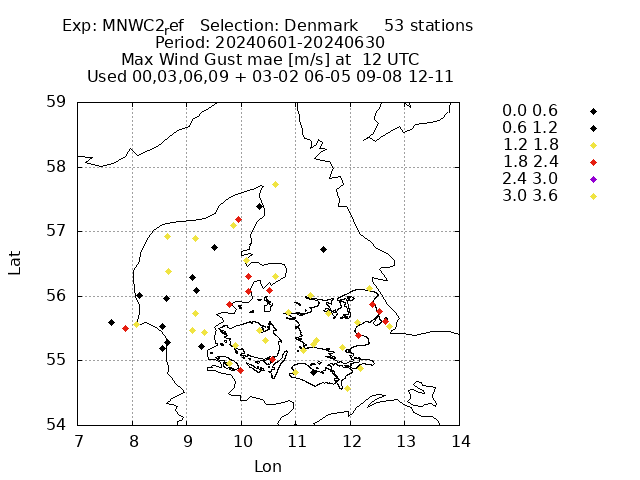 Exp: MNWC2ref   Selection: Denmark     53 stations
Period: 20240601-20240630
Max Wind Gust mae [m/s] at  12 UTC
Used 00,03,06,09 + 03-02 06-05 09-08 12-11
0.0 0.6
0.6 1.2
1.2 1.8
1.8 2.4
2.4 3.0
3.0 3.6
59
58
57
56
55
54
Lat
7 8 9 10 11 12 13 14
Lon